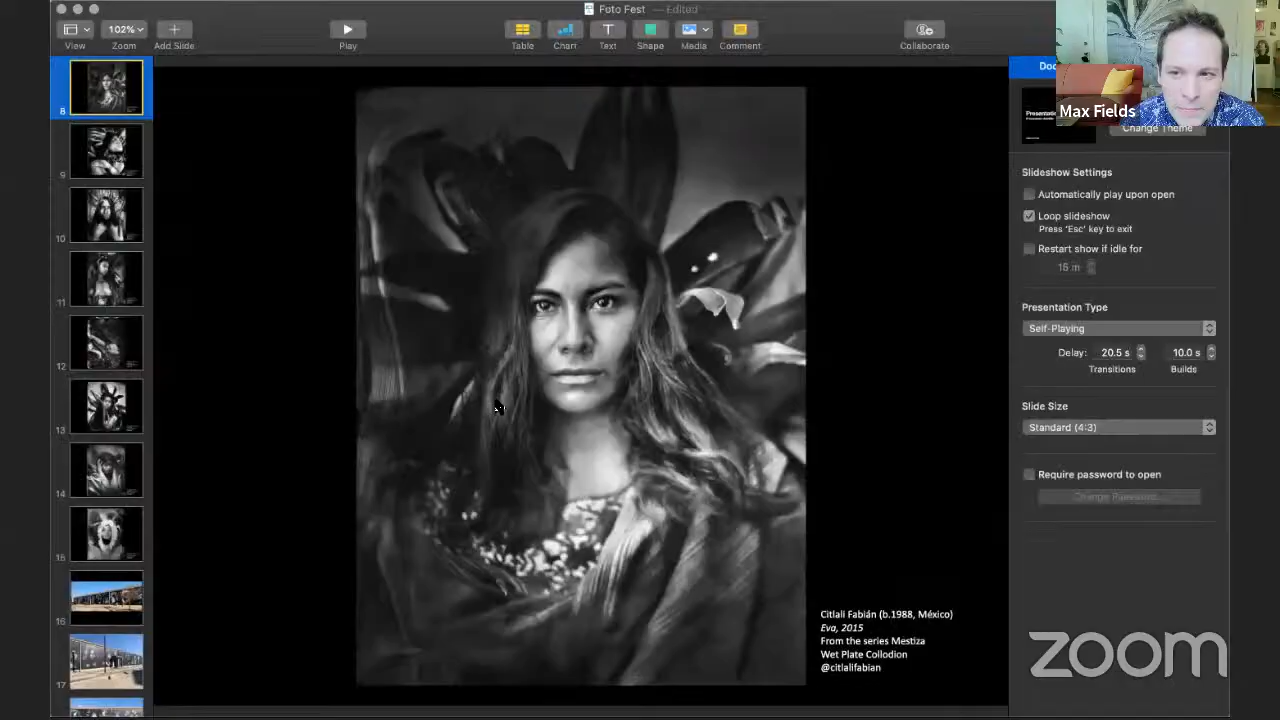 Foto Fest — Edited
View
102%
Zoom
Add Slide
Play
Table
Chart
Text
Shape
Media
Comment
Collaborate
8
9
10
11
12
13
14
15
16
17
Max Fields
Change Theme
Slideshow Settings
Automatically play upon open
Loop slideshow
Press 'Esc' key to exit
Restart show if idle for
15 m
Presentation Type
Self-Playing
Delay: 20.5 s 10.0 s
Transitions Builds
Slide Size
Standard (4:3)
Require password to open
Change Password...
Citlali Fabián (b.1988, México)
Eva, 2015
From the series Mestiza
Wet Plate Collodion
@citlalifabian
zoom